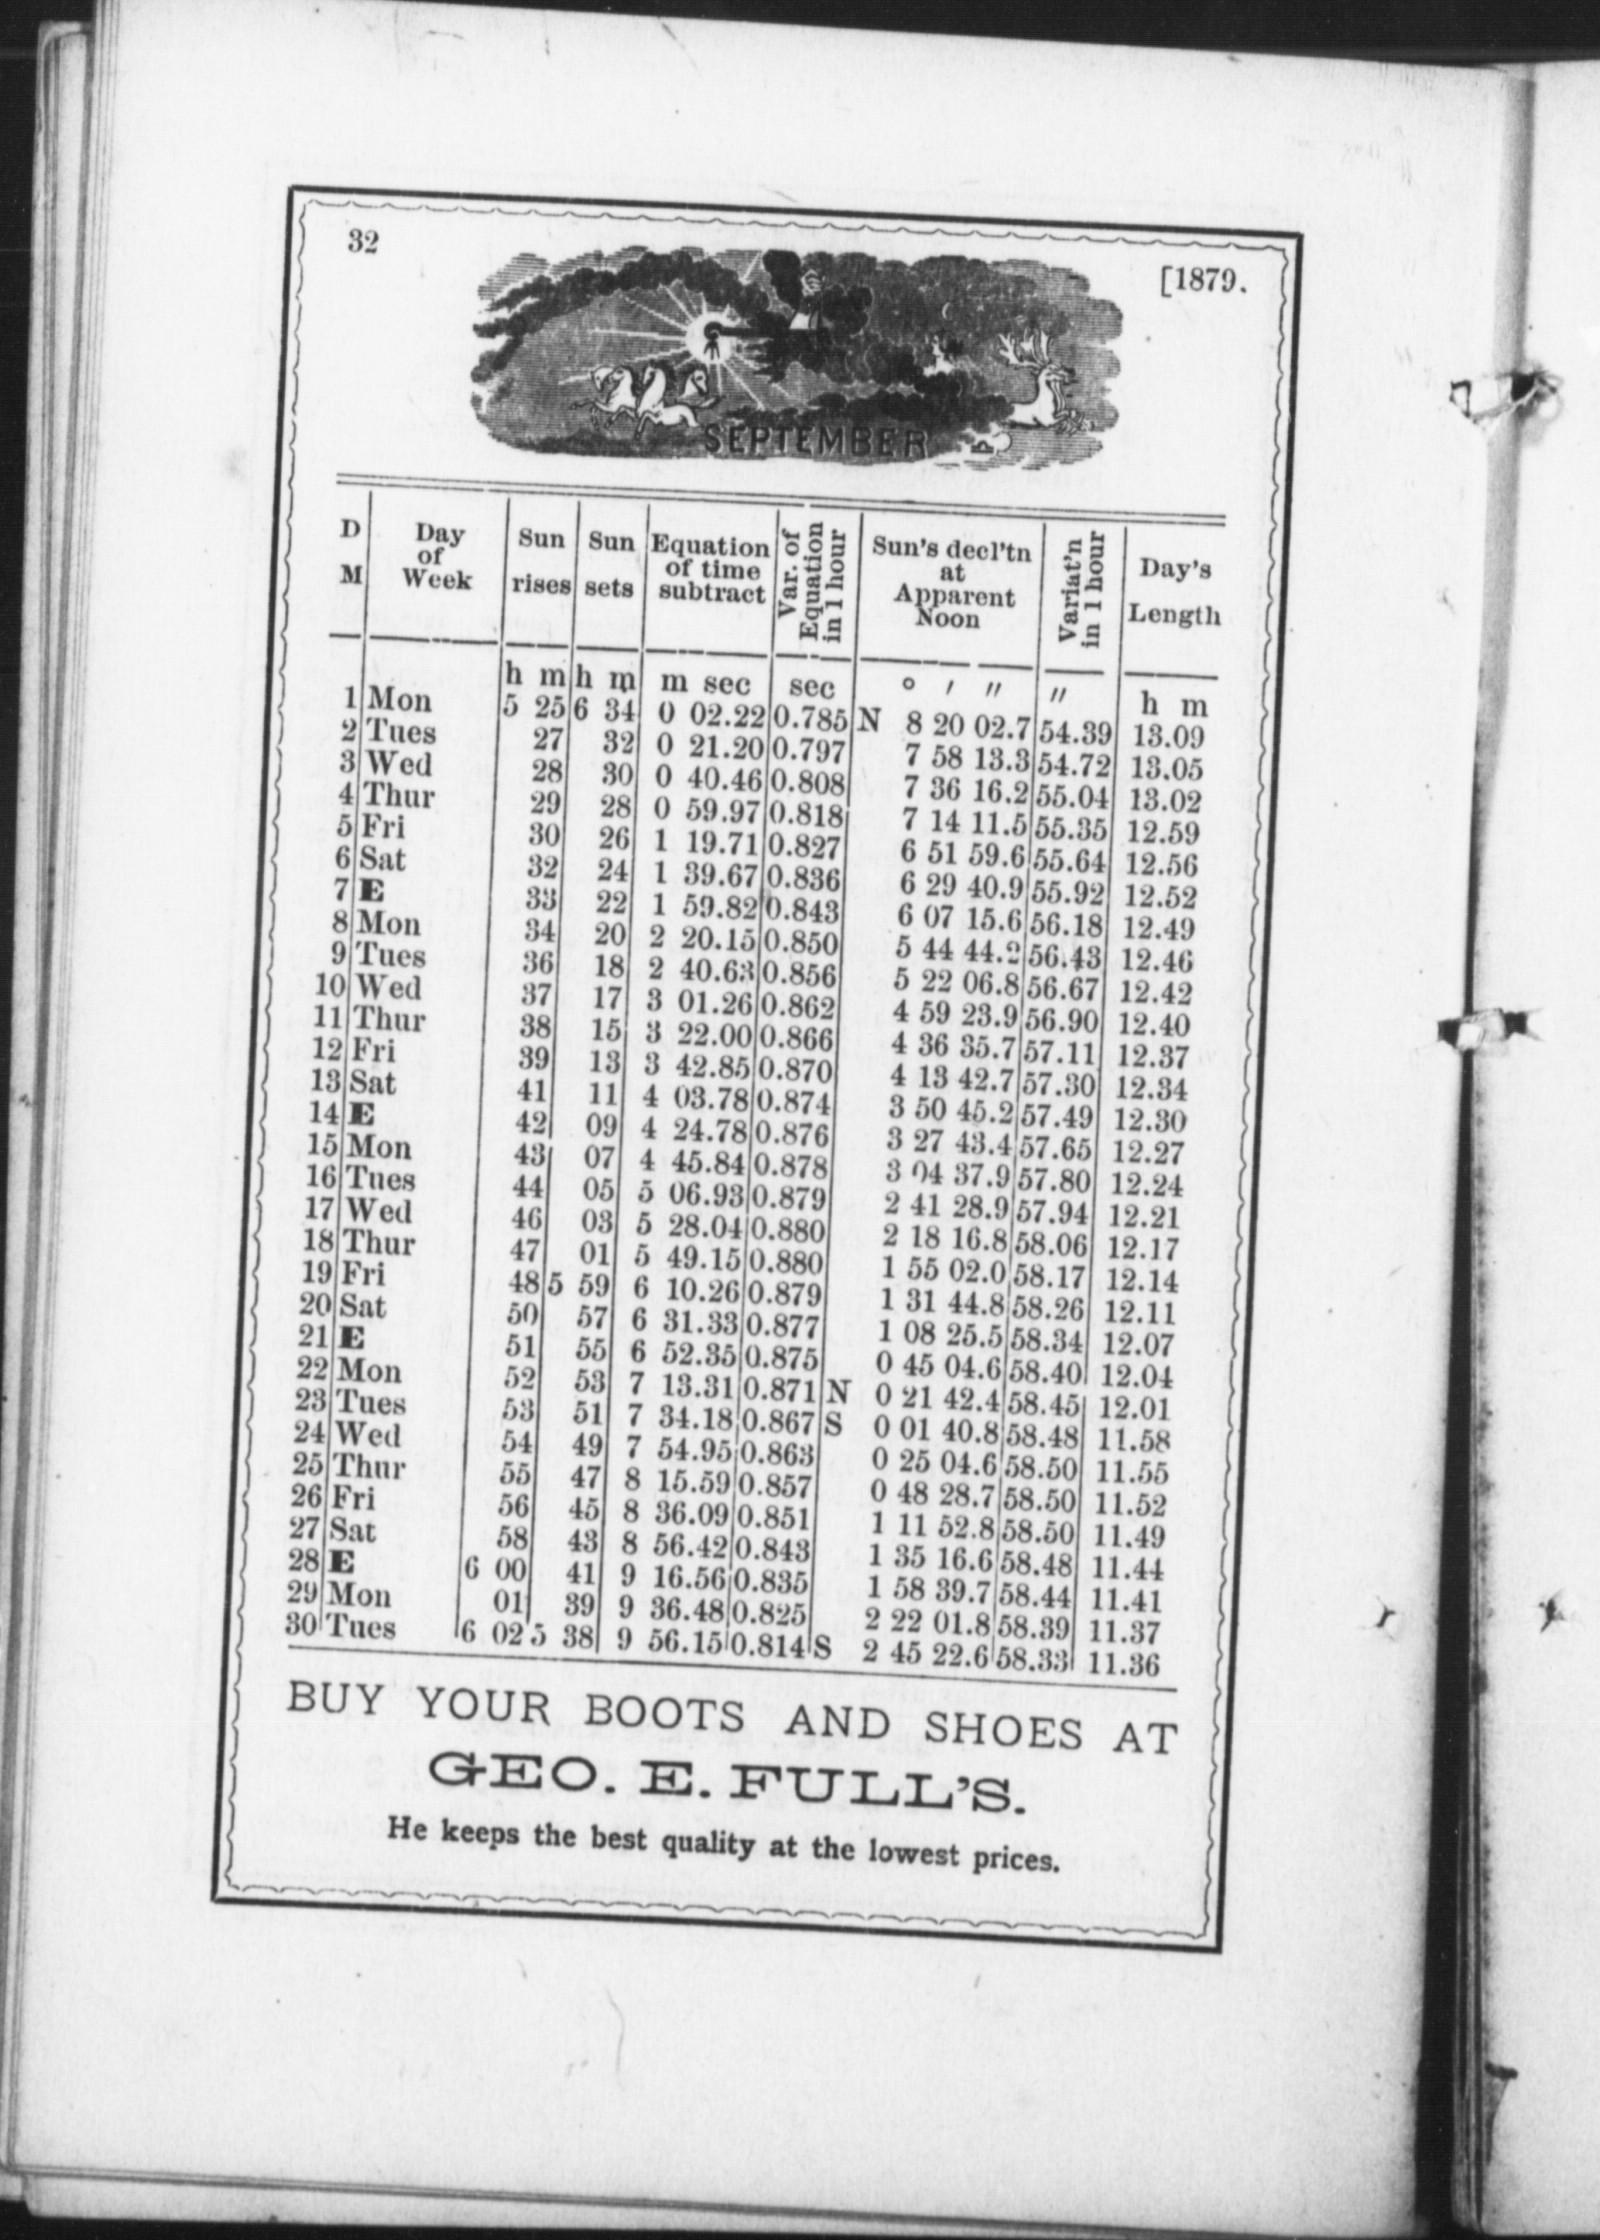 32
[1879.
SEPTEMBER
D M | Day of Week | Sun rises | Sun sets | Equation of time subtract | Var. of Equation in 1 hour | Sun's decl'tn at Apparent Noon | Variat'n in 1 hour | Day's Length
h m h m m sec sec ° ′ ″ ″ h m
1 Mon 5 25 6 34 0 02.22 0.785 N 8 20 02.7 54.39 13.09
2 Tues 27 32 0 21.20 0.797 7 58 13.3 54.72 13.05
3 Wed 28 30 0 40.46 0.808 7 36 16.2 55.04 13.02
4 Thur 29 28 0 59.97 0.818 7 14 11.5 55.35 12.59
5 Fri 30 26 1 19.71 0.827 6 51 59.6 55.64 12.56
6 Sat 32 24 1 39.67 0.836 6 29 40.9 55.92 12.52
7 E 33 22 1 59.82 0.843 6 07 15.6 56.18 12.49
8 Mon 34 20 2 20.15 0.850 5 44 44.2 56.43 12.46
9 Tues 36 18 2 40.63 0.856 5 22 06.8 56.67 12.42
10 Wed 37 17 3 01.26 0.862 4 59 23.9 56.90 12.40
11 Thur 38 15 3 22.00 0.866 4 36 35.7 57.11 12.37
12 Fri 39 13 3 42.85 0.870 4 13 42.7 57.30 12.34
13 Sat 41 11 4 03.78 0.874 3 50 45.2 57.49 12.30
14 E 42 09 4 24.78 0.876 3 27 43.4 57.65 12.27
15 Mon 43 07 4 45.84 0.878 3 04 37.9 57.80 12.24
16 Tues 44 05 5 06.93 0.879 2 41 28.9 57.94 12.21
17 Wed 46 03 5 28.04 0.880 2 18 16.8 58.06 12.17
18 Thur 47 01 5 49.15 0.880 1 55 02.0 58.17 12.14
19 Fri 48 5 59 6 10.26 0.879 1 31 44.8 58.26 12.11
20 Sat 50 57 6 31.33 0.877 1 08 25.5 58.34 12.07
21 E 51 55 6 52.35 0.875 0 45 04.6 58.40 12.04
22 Mon 52 53 7 13.31 0.871 N 0 21 42.4 58.45 12.01
23 Tues 53 51 7 34.18 0.867 S 0 01 40.8 58.48 11.58
24 Wed 54 49 7 54.95 0.863 0 25 04.6 58.50 11.55
25 Thur 55 47 8 15.59 0.857 0 48 28.7 58.50 11.52
26 Fri 56 45 8 36.09 0.851 1 11 52.8 58.50 11.49
27 Sat 58 43 8 56.42 0.843 1 35 16.6 58.48 11.44
28 E 6 00 41 9 16.56 0.835 1 58 39.7 58.44 11.41
29 Mon 01 39 9 36.48 0.825 2 22 01.8 58.39 11.37
30 Tues 6 02 5 38 9 56.15 0.814 S 2 45 22.6 58.33 11.36
BUY YOUR BOOTS AND SHOES AT
GEO. E. FULL'S.
He keeps the best quality at the lowest prices.